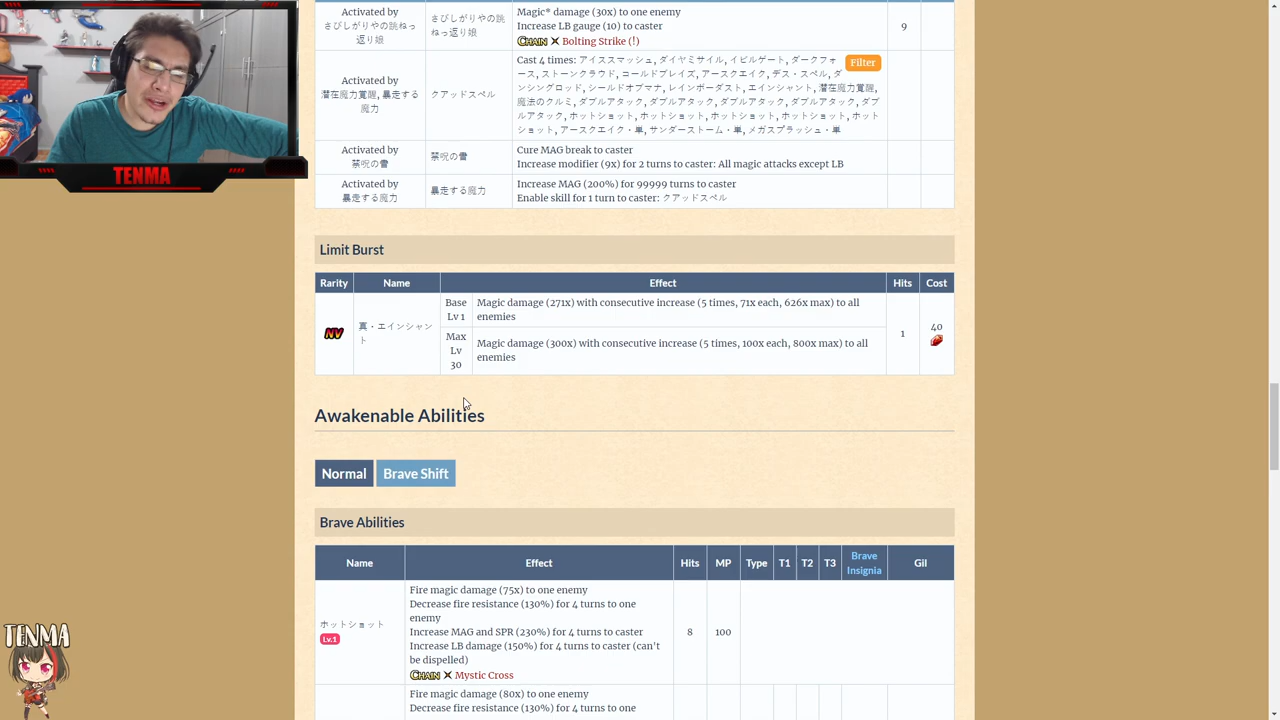 Activated by
さびしがりやの跳ねっ
返り娘
さびしがりやの跳
ねっ返り娘
Magic* damage (30x) to one enemy
Increase LB gauge (10) to caster
CHAIN Bolting Strike (!)
9
Activated by
潜在魔力覚醒, 暴走する
魔力
クアッドスペル
Cast 4 times: アイススマッシュ, ダイヤミサイル, イビルゲート, ダークフォ
ース, ストーンクラウド, コールドブレイズ, アースクエイク, デス・スペル, ダ
ンシングロッド, シールドオブマナ, レインボーダスト, エインシャント, 潜在魔力覚醒,
魔法のクルミ, ダブルアタック, ダブルアタック, ダブルアタック, ダブルアタック, ダブ
ルアタック, ホットショット, ホットショット, ホットショット, ホットショット, ホット
ショット, アースクエイク・単, サンダーストーム・単, メガスプラッシュ・単
Filter
Activated by
禁呪の書
禁呪の書
Cure MAG break to caster
Increase modifier (9x) for 2 turns to caster: All magic attacks except LB
Activated by
暴走する魔力
暴走する魔力
Increase MAG (200%) for 99999 turns to caster
Enable skill for 1 turn to caster: クアッドスペル
TENMA
Limit Burst
Rarity Name Effect Hits Cost
NV
真・エインシャン
ト
Base
Lv 1
Magic damage (271x) with consecutive increase (5 times, 71x each, 626x max) to all
enemies
Max
Lv
30
Magic damage (300x) with consecutive increase (5 times, 100x each, 800x max) to all
enemies
1
40
Awakenable Abilities
Normal Brave Shift
Brave Abilities
Name Effect Hits MP Type T1 T2 T3 Brave
Insignia Gil
ホットショット
Lv.1
Fire magic damage (75x) to one enemy
Decrease fire resistance (130%) for 4 turns to one
enemy
Increase MAG and SPR (230%) for 4 turns to caster
Increase LB damage (150%) for 4 turns to caster (can't
be dispelled)
CHAIN Mystic Cross
8
100
Fire magic damage (80x) to one enemy
Decrease fire resistance (130%) for 4 turns to one
TENMA